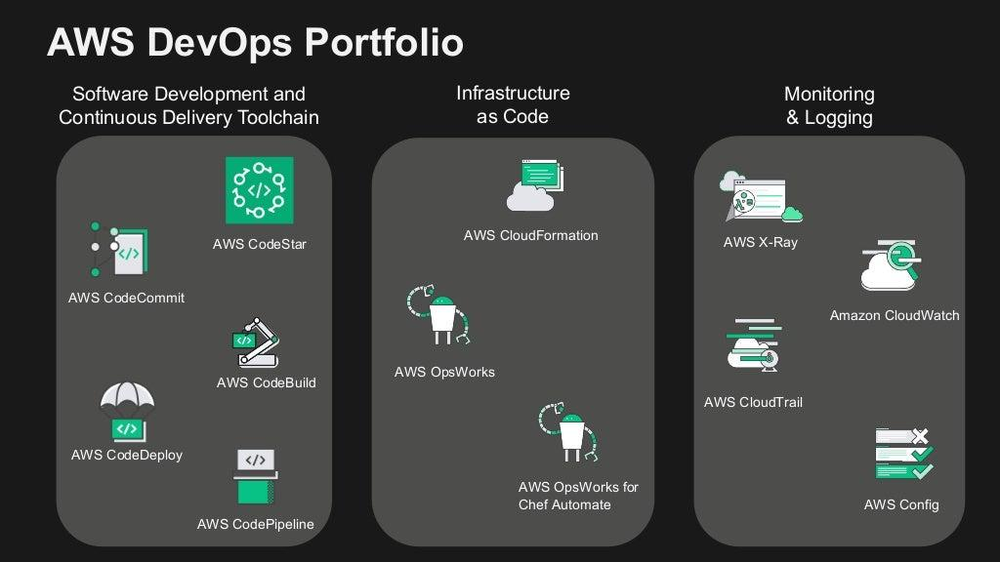 AWS DevOps Portfolio
Software Development and
Continuous Delivery Toolchain
</>
AWS CodeStar
</>
AWS CodeCommit
</>
AWS CodeBuild
</>
AWS CodeDeploy
</>
AWS CodePipeline
Infrastructure
as Code
AWS CloudFormation
AWS OpsWorks
AWS OpsWorks for
Chef Automate
Monitoring
& Logging
AWS X-Ray
Amazon CloudWatch
AWS CloudTrail
AWS Config